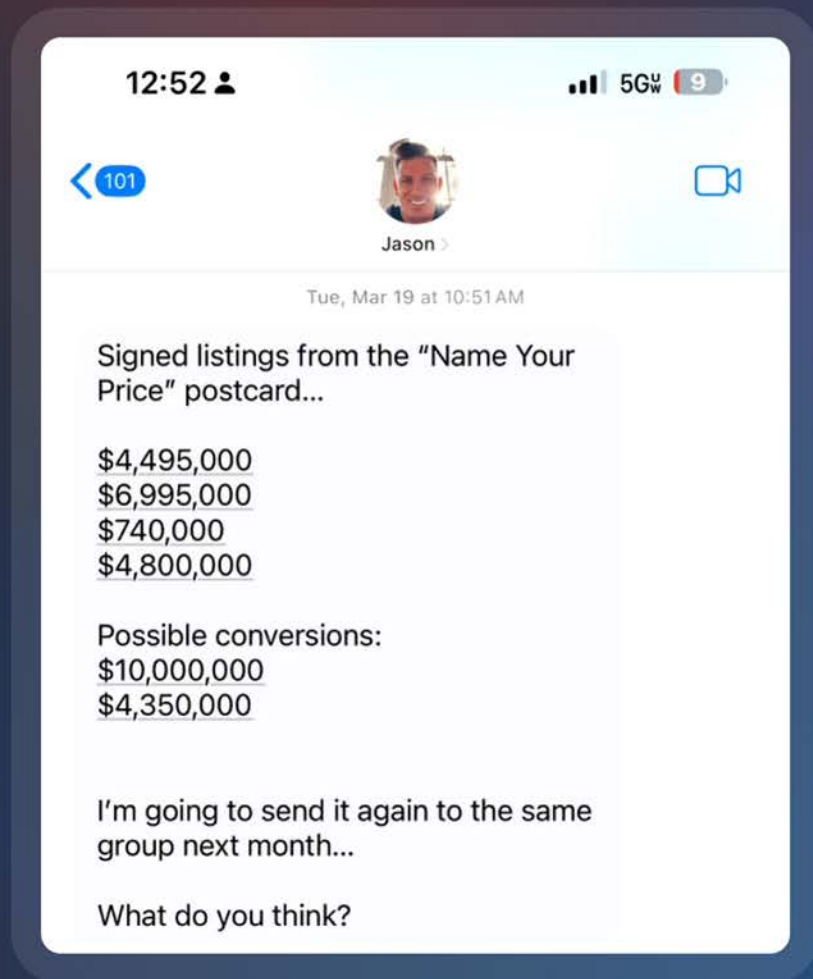 12:52
5GUW 9
101
Jason
Tue, Mar 19 at 10:51 AM
Signed listings from the “Name Your
Price” postcard...
$4,495,000
$6,995,000
$740,000
$4,800,000
Possible conversions:
$10,000,000
$4,350,000
I’m going to send it again to the same
group next month...
What do you think?